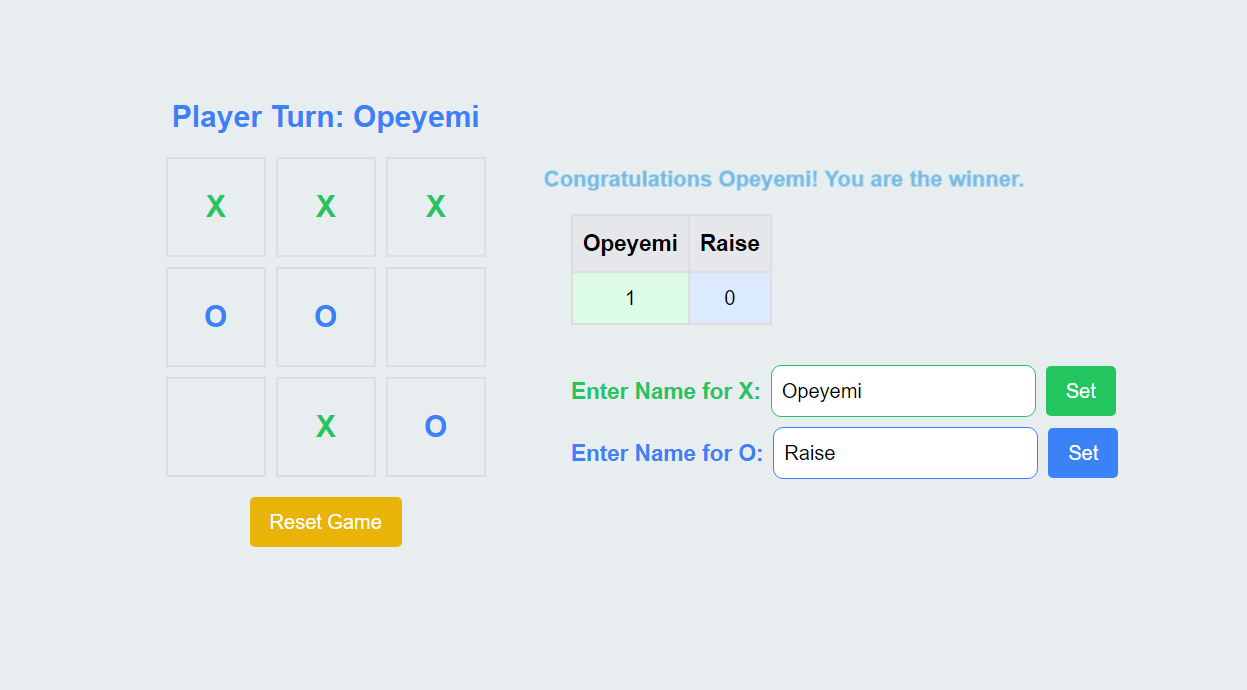 Player Turn: Opeyemi
X X X
O O
X O
Reset Game
Congratulations Opeyemi! You are the winner.
Opeyemi Raise
1 0
Enter Name for X: Opeyemi Set
Enter Name for O: Raise Set